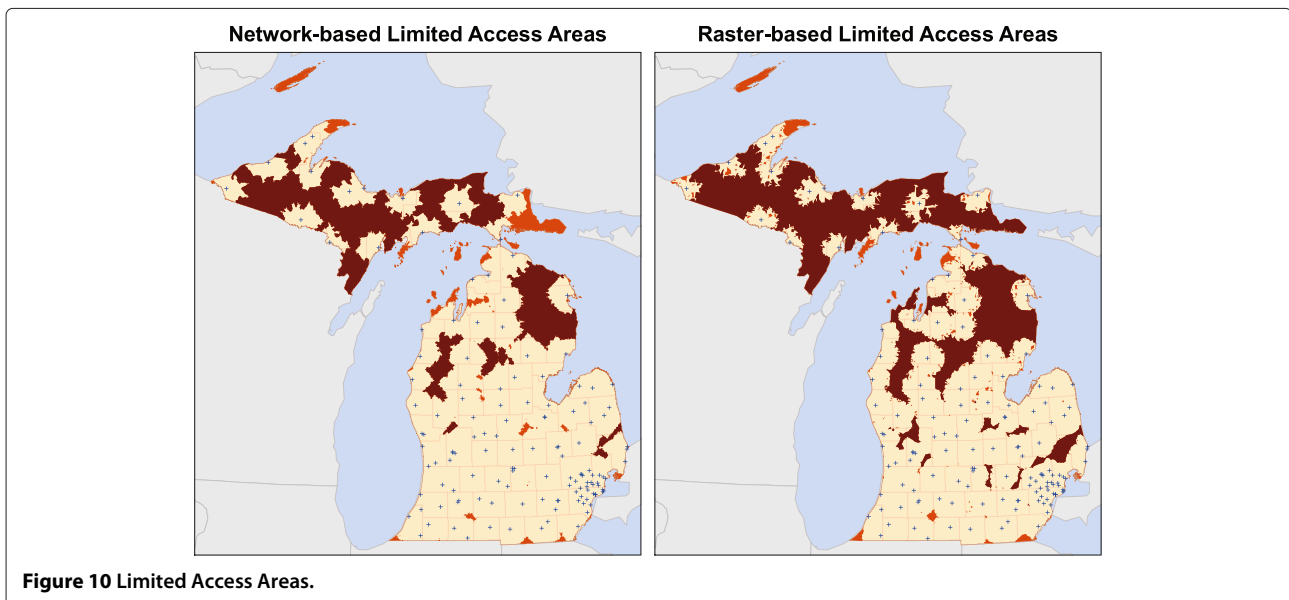 Network-based Limited Access Areas
Raster-based Limited Access Areas
Figure 10 Limited Access Areas.